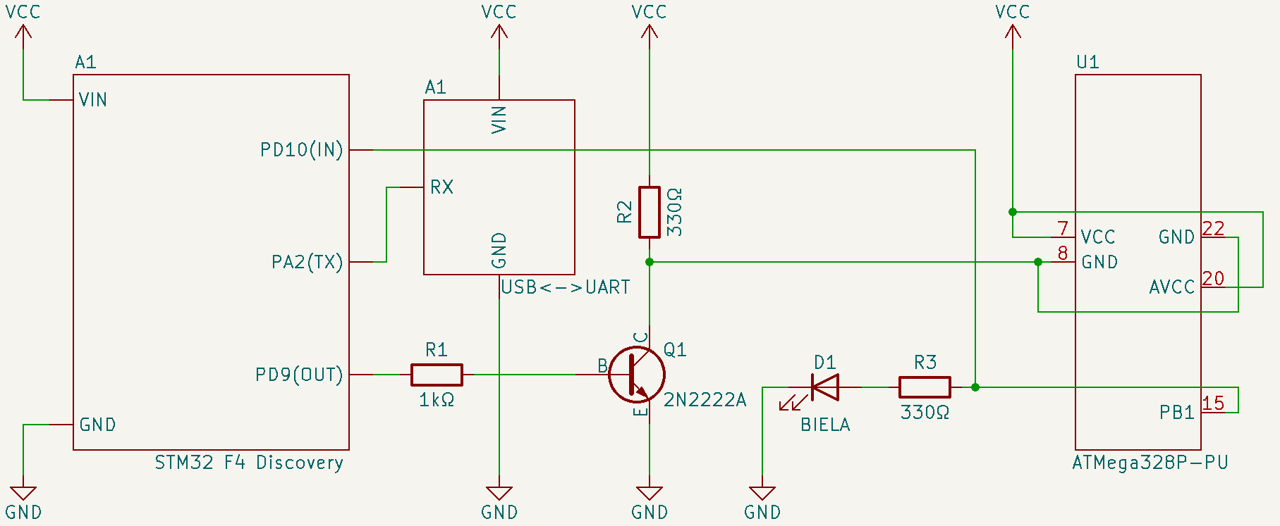 VCC
VCC
VCC
VCC
A1
VIN
PD10(IN)
PA2(TX)
PD9(OUT)
GND
STM32 F4 Discovery
GND
A1
VIN
RX
GND
USB<->UART
GND
R1
1kΩ
R2
330Ω
C
Q1
B
2N2222A
E
GND
D1
BIELA
GND
R3
330Ω
U1
7
VCC
8
GND
GND
22
AVCC
20
PB1
15
ATMega328P-PU